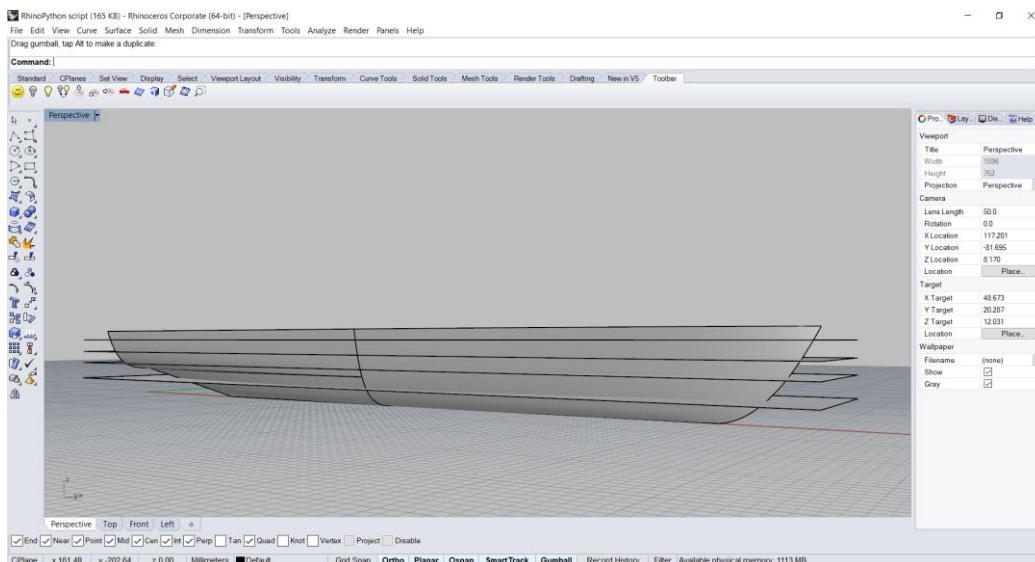 RhinoPython script (165 KB) - Rhinoceros Corporate (64-bit) - [Perspective]
File Edit View Curve Surface Solid Mesh Dimension Transform Tools Analyze Render Panels Help
Drag gumball, tap Alt to make a duplicate:
Command:
Standard CPlanes Set View Display Select Viewport Layout Visibility Transform Curve Tools Solid Tools Mesh Tools Render Tools Drafting New in V5 Toolbar
Perspective
Pro.. Lay.. Dis.. Help
Viewport
Title Perspective
Width 1596
Height 752
Projection Perspective
Camera
Lens Length 50.0
Rotation 0.0
X Location 117.201
Y Location -81.695
Z Location 8.170
Location Place...
Target
X Target 48.673
Y Target 20.287
Z Target 12.031
Location Place...
Wallpaper
Filename (none)
Show
Gray
z
y x
Perspective Top Front Left
End Near Point Mid Cen Int Perp Tan Quad Knot Vertex Project Disable
CPlane x 161.48 y -202.64 z 0.00 Millimeters Default Grid Snap Ortho Planar Osnap SmartTrack Gumball Record History Filter Available physical memory: 1113 MB